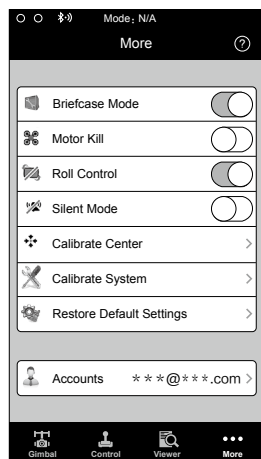 Mode: N/A
More
?
Briefcase Mode
Motor Kill
Roll Control
Silent Mode
Calibrate Center
Calibrate System
Restore Default Settings
Accounts ***@***.com
Gimbal Control Viewer More